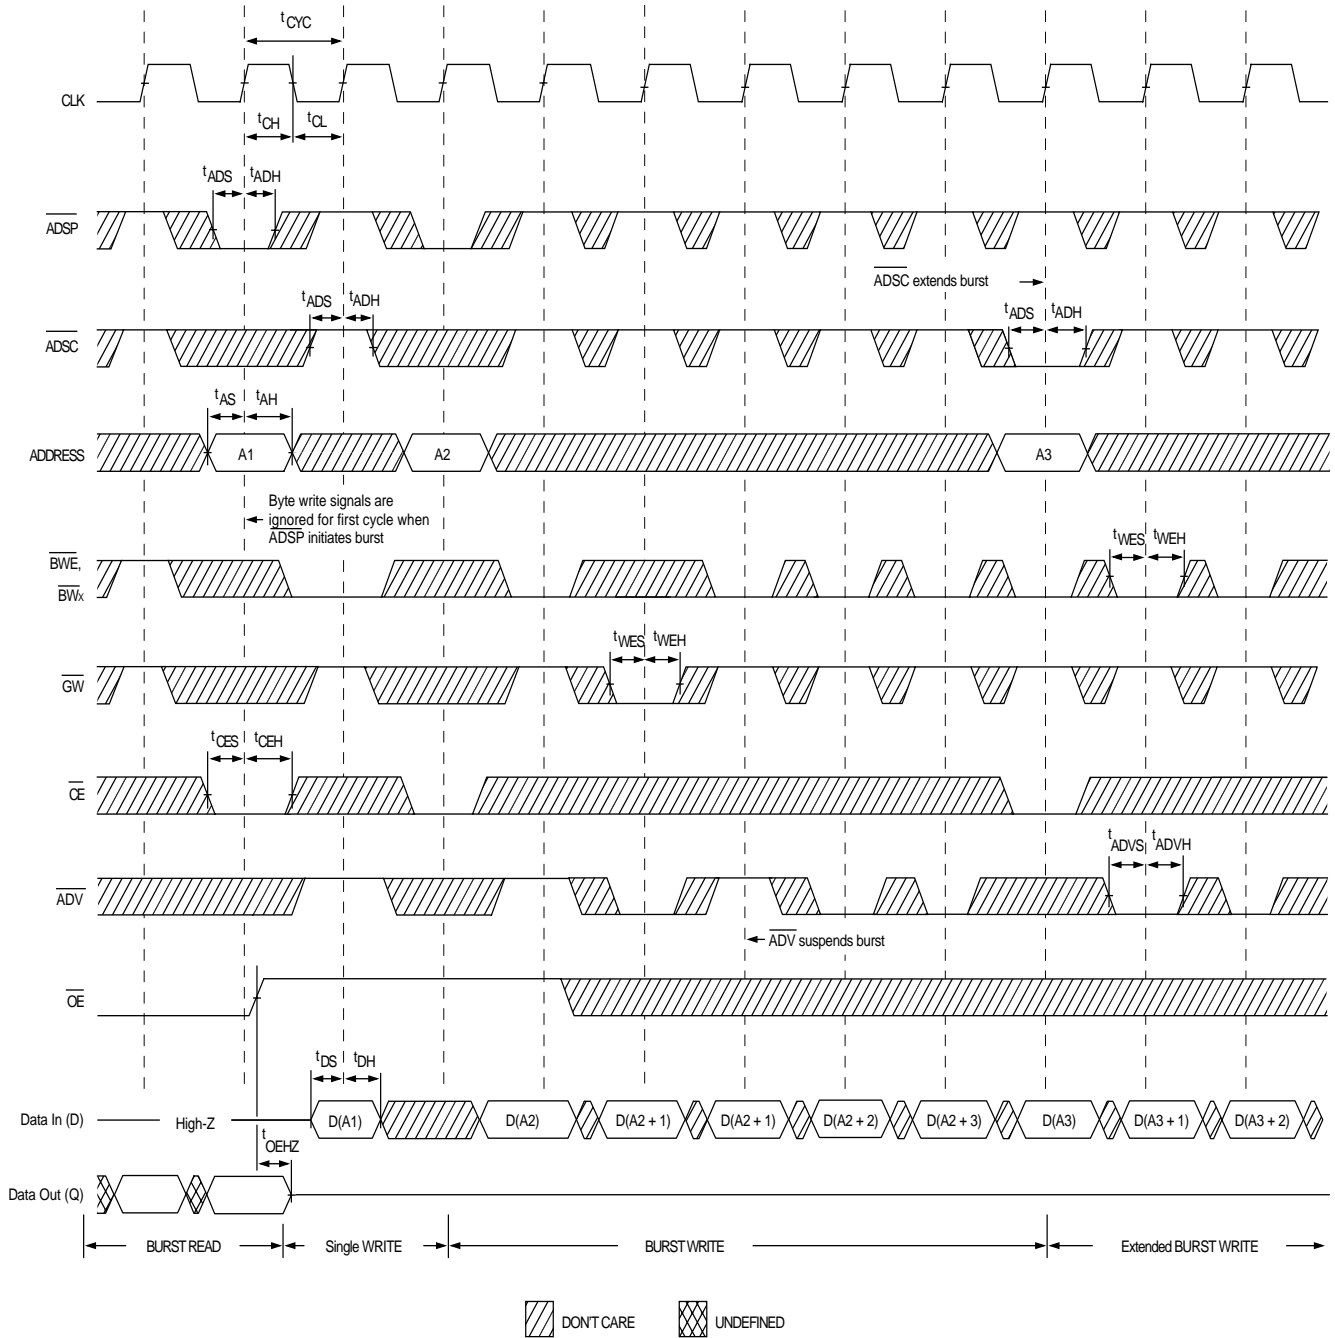 tCYC
CLK
tCH
tCL
tADS
tADH
ADSP
ADSC extends burst
tADS
tADH
tADS
tADH
ADSC
tAS
tAH
ADDRESS
A1
A2
A3
Byte write signals are
ignored for first cycle when
ADSP initiates burst
tWES
tWEH
BWE,
BWX
tWES
tWEH
GW
tCES
tCEH
CE
tADVS
tADVH
ADV
ADV suspends burst
OE
tDS
tDH
Data In (D)
High-Z
D(A1)
D(A2)
D(A2 + 1)
D(A2 + 1)
D(A2 + 2)
D(A2 + 3)
D(A3)
D(A3 + 1)
D(A3 + 2)
tOEHZ
Data Out (Q)
BURST READ
Single WRITE
BURST WRITE
Extended BURST WRITE
DON'T CARE
UNDEFINED